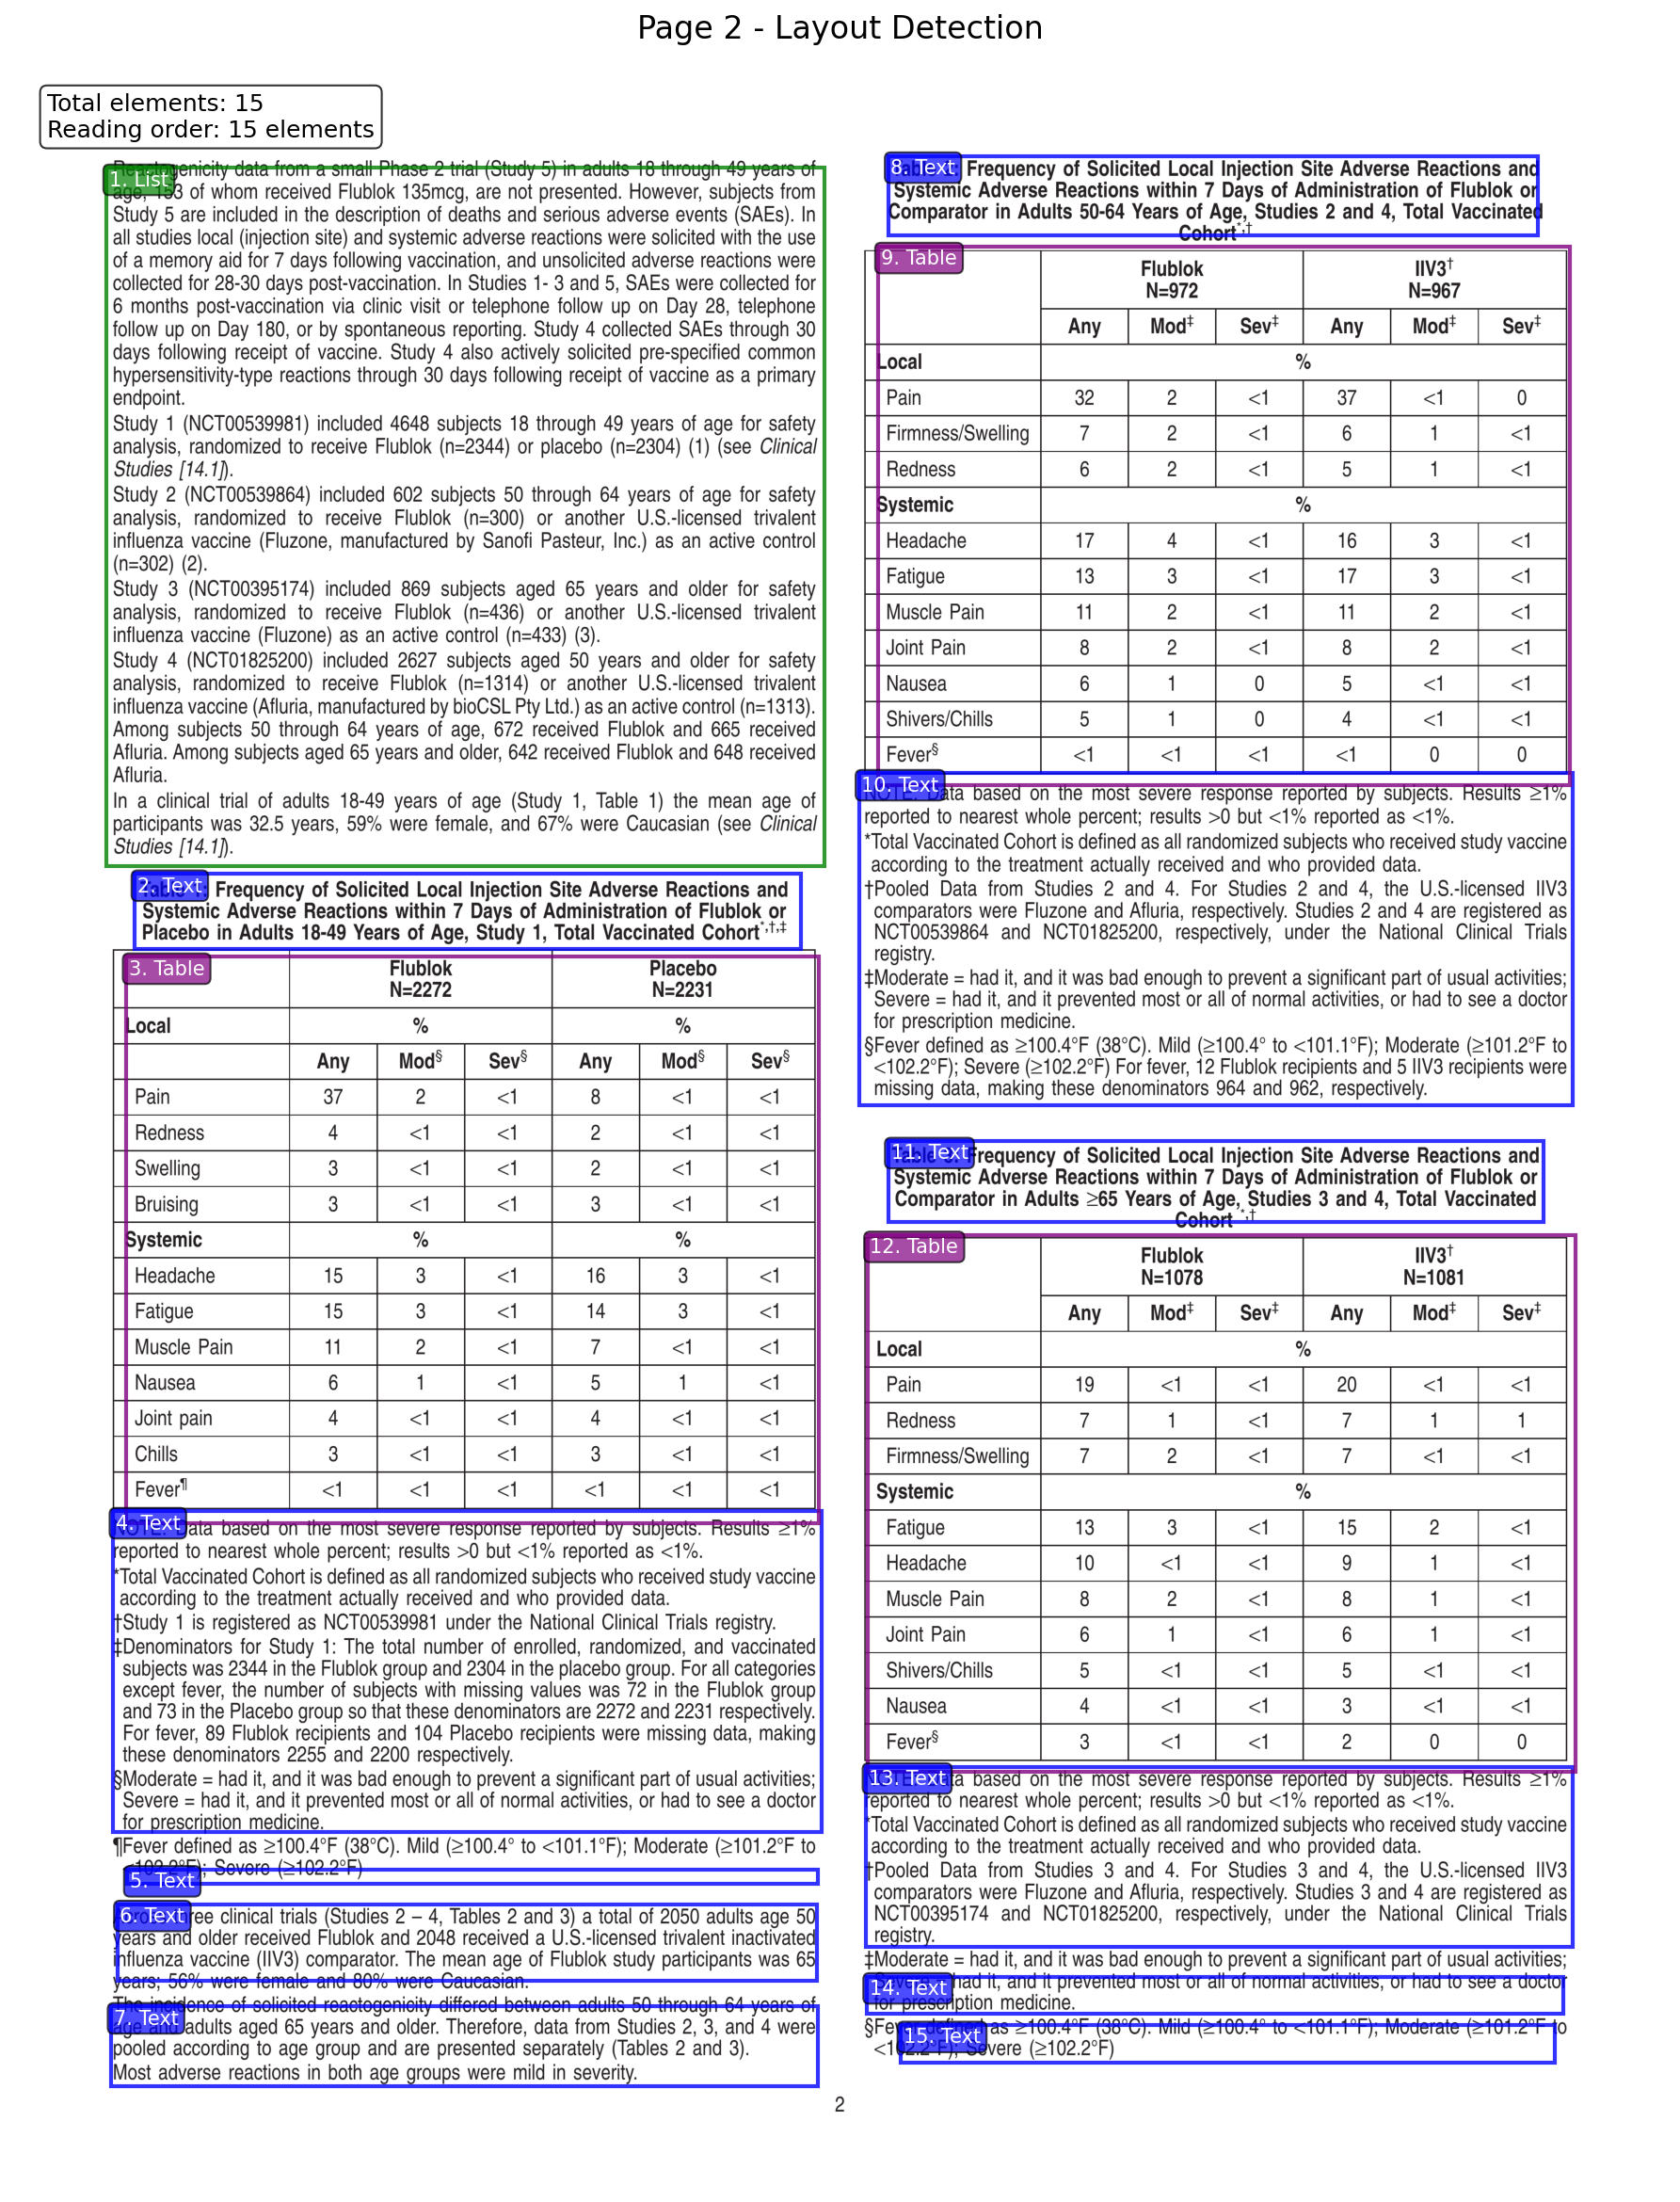 Page 2 - Layout Detection
Total elements: 15
Reading order: 15 elements
1. List
Reactogenicity data from a small Phase 2 trial (Study 5) in adults 18 through 49 years of
age, 153 of whom received Flublok 135mcg, are not presented. However, subjects from
Study 5 are included in the description of deaths and serious adverse events (SAEs). In
all studies local (injection site) and systemic adverse reactions were solicited with the use
of a memory aid for 7 days following vaccination, and unsolicited adverse reactions were
collected for 28-30 days post-vaccination. In Studies 1- 3 and 5, SAEs were collected for
6 months post-vaccination via clinic visit or telephone follow up on Day 28, telephone
follow up on Day 180, or by spontaneous reporting. Study 4 collected SAEs through 30
days following receipt of vaccine. Study 4 also actively solicited pre-specified common
hypersensitivity-type reactions through 30 days following receipt of vaccine as a primary
endpoint.
Study 1 (NCT00539981) included 4648 subjects 18 through 49 years of age for safety
analysis, randomized to receive Flublok (n=2344) or placebo (n=2304) (1) (see Clinical
Studies [14.1]).
Study 2 (NCT00539864) included 602 subjects 50 through 64 years of age for safety
analysis, randomized to receive Flublok (n=300) or another U.S.-licensed trivalent
influenza vaccine (Fluzone, manufactured by Sanofi Pasteur, Inc.) as an active control
(n=302) (2).
Study 3 (NCT00395174) included 869 subjects aged 65 years and older for safety
analysis, randomized to receive Flublok (n=436) or another U.S.-licensed trivalent
influenza vaccine (Fluzone) as an active control (n=433) (3).
Study 4 (NCT01825200) included 2627 subjects aged 50 years and older for safety
analysis, randomized to receive Flublok (n=1314) or another U.S.-licensed trivalent
influenza vaccine (Afluria, manufactured by bioCSL Pty Ltd.) as an active control (n=1313).
Among subjects 50 through 64 years of age, 672 received Flublok and 665 received
Afluria. Among subjects aged 65 years and older, 642 received Flublok and 648 received
Afluria.
In a clinical trial of adults 18-49 years of age (Study 1, Table 1) the mean age of
participants was 32.5 years, 59% were female, and 67% were Caucasian (see Clinical
Studies [14.1]).
2. Text
Frequency of Solicited Local Injection Site Adverse Reactions and
Systemic Adverse Reactions within 7 Days of Administration of Flublok or
Placebo in Adults 18-49 Years of Age, Study 1, Total Vaccinated Cohort*,†,‡
3. Table
Flublok Placebo
N=2272 N=2231
Local % %
Any Mod§ Sev§ Any Mod§ Sev§
Pain 37 2 <1 8 <1 <1
Redness 4 <1 <1 2 <1 <1
Swelling 3 <1 <1 2 <1 <1
Bruising 3 <1 <1 3 <1 <1
Systemic % %
Headache 15 3 <1 16 3 <1
Fatigue 15 3 <1 14 3 <1
Muscle Pain 11 2 <1 7 <1 <1
Nausea 6 1 <1 5 1 <1
Joint pain 4 <1 <1 4 <1 <1
Chills 3 <1 <1 3 <1 <1
Fever¶ <1 <1 <1 <1 <1 <1
4. Text
Data based on the most severe response reported by subjects. Results ≥1%
reported to nearest whole percent; results >0 but <1% reported as <1%.
*Total Vaccinated Cohort is defined as all randomized subjects who received study vaccine
according to the treatment actually received and who provided data.
†Study 1 is registered as NCT00539981 under the National Clinical Trials registry.
‡Denominators for Study 1: The total number of enrolled, randomized, and vaccinated
subjects was 2344 in the Flublok group and 2304 in the placebo group. For all categories
except fever, the number of subjects with missing values was 72 in the Flublok group
and 73 in the Placebo group so that these denominators are 2272 and 2231 respectively.
For fever, 89 Flublok recipients and 104 Placebo recipients were missing data, making
these denominators 2255 and 2200 respectively.
§Moderate = had it, and it was bad enough to prevent a significant part of usual activities;
Severe = had it, and it prevented most or all of normal activities, or had to see a doctor
for prescription medicine.
¶Fever defined as ≥100.4°F (38°C). Mild (≥100.4° to <101.1°F); Moderate (≥101.2°F to
<102.2°F); Severe (≥102.2°F)
5. Text
6. Text
three clinical trials (Studies 2 – 4, Tables 2 and 3) a total of 2050 adults age 50
years and older received Flublok and 2048 received a U.S.-licensed trivalent inactivated
influenza vaccine (IIV3) comparator. The mean age of Flublok study participants was 65
years; 56% were female and 80% were Caucasian.
The incidence of solicited reactogenicity differed between adults 50 through 64 years of
7. Text
age and adults aged 65 years and older. Therefore, data from Studies 2, 3, and 4 were
pooled according to age group and are presented separately (Tables 2 and 3).
Most adverse reactions in both age groups were mild in severity.
8. Text
Frequency of Solicited Local Injection Site Adverse Reactions and
Systemic Adverse Reactions within 7 Days of Administration of Flublok or
Comparator in Adults 50-64 Years of Age, Studies 2 and 4, Total Vaccinated
Cohort*,†
9. Table
Flublok IIV3†
N=972 N=967
Any Mod‡ Sev‡ Any Mod‡ Sev‡
Local %
Pain 32 2 <1 37 <1 0
Firmness/Swelling 7 2 <1 6 1 <1
Redness 6 2 <1 5 1 <1
Systemic %
Headache 17 4 <1 16 3 <1
Fatigue 13 3 <1 17 3 <1
Muscle Pain 11 2 <1 11 2 <1
Joint Pain 8 2 <1 8 2 <1
Nausea 6 1 0 5 <1 <1
Shivers/Chills 5 1 0 4 <1 <1
Fever§ <1 <1 <1 <1 0 0
10. Text
Data based on the most severe response reported by subjects. Results ≥1%
reported to nearest whole percent; results >0 but <1% reported as <1%.
*Total Vaccinated Cohort is defined as all randomized subjects who received study vaccine
according to the treatment actually received and who provided data.
†Pooled Data from Studies 2 and 4. For Studies 2 and 4, the U.S.-licensed IIV3
comparators were Fluzone and Afluria, respectively. Studies 2 and 4 are registered as
NCT00539864 and NCT01825200, respectively, under the National Clinical Trials
registry.
‡Moderate = had it, and it was bad enough to prevent a significant part of usual activities;
Severe = had it, and it prevented most or all of normal activities, or had to see a doctor
for prescription medicine.
§Fever defined as ≥100.4°F (38°C). Mild (≥100.4° to <101.1°F); Moderate (≥101.2°F to
<102.2°F); Severe (≥102.2°F) For fever, 12 Flublok recipients and 5 IIV3 recipients were
missing data, making these denominators 964 and 962, respectively.
11. Text
Frequency of Solicited Local Injection Site Adverse Reactions and
Systemic Adverse Reactions within 7 Days of Administration of Flublok or
Comparator in Adults ≥65 Years of Age, Studies 3 and 4, Total Vaccinated
Cohort *,†
12. Table
Flublok IIV3†
N=1078 N=1081
Any Mod‡ Sev‡ Any Mod‡ Sev‡
Local %
Pain 19 <1 <1 20 <1 <1
Redness 7 1 <1 7 1 1
Firmness/Swelling 7 2 <1 7 <1 <1
Systemic %
Fatigue 13 3 <1 15 2 <1
Headache 10 <1 <1 9 1 <1
Muscle Pain 8 2 <1 8 1 <1
Joint Pain 6 1 <1 6 1 <1
Shivers/Chills 5 <1 <1 5 <1 <1
Nausea 4 <1 <1 3 <1 <1
Fever§ 3 <1 <1 2 0 0
13. Text
Data based on the most severe response reported by subjects. Results ≥1%
reported to nearest whole percent; results >0 but <1% reported as <1%.
*Total Vaccinated Cohort is defined as all randomized subjects who received study vaccine
according to the treatment actually received and who provided data.
†Pooled Data from Studies 3 and 4. For Studies 3 and 4, the U.S.-licensed IIV3
comparators were Fluzone and Afluria, respectively. Studies 3 and 4 are registered as
NCT00395174 and NCT01825200, respectively, under the National Clinical Trials
registry.
‡Moderate = had it, and it was bad enough to prevent a significant part of usual activities;
14. Text
Severe = had it, and it prevented most or all of normal activities, or had to see a doctor
for prescription medicine.
§Fever defined as ≥100.4°F (38°C). Mild (≥100.4° to <101.1°F); Moderate (≥101.2°F to
15. Text
<102.2°F); Severe (≥102.2°F)
2